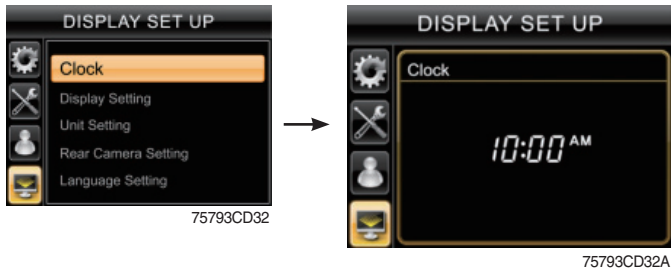 DISPLAY SET UP
Clock
Display Setting
Unit Setting
Rear Camera Setting
Language Setting
75793CD32
DISPLAY SET UP
Clock
10:00 AM
75793CD32A